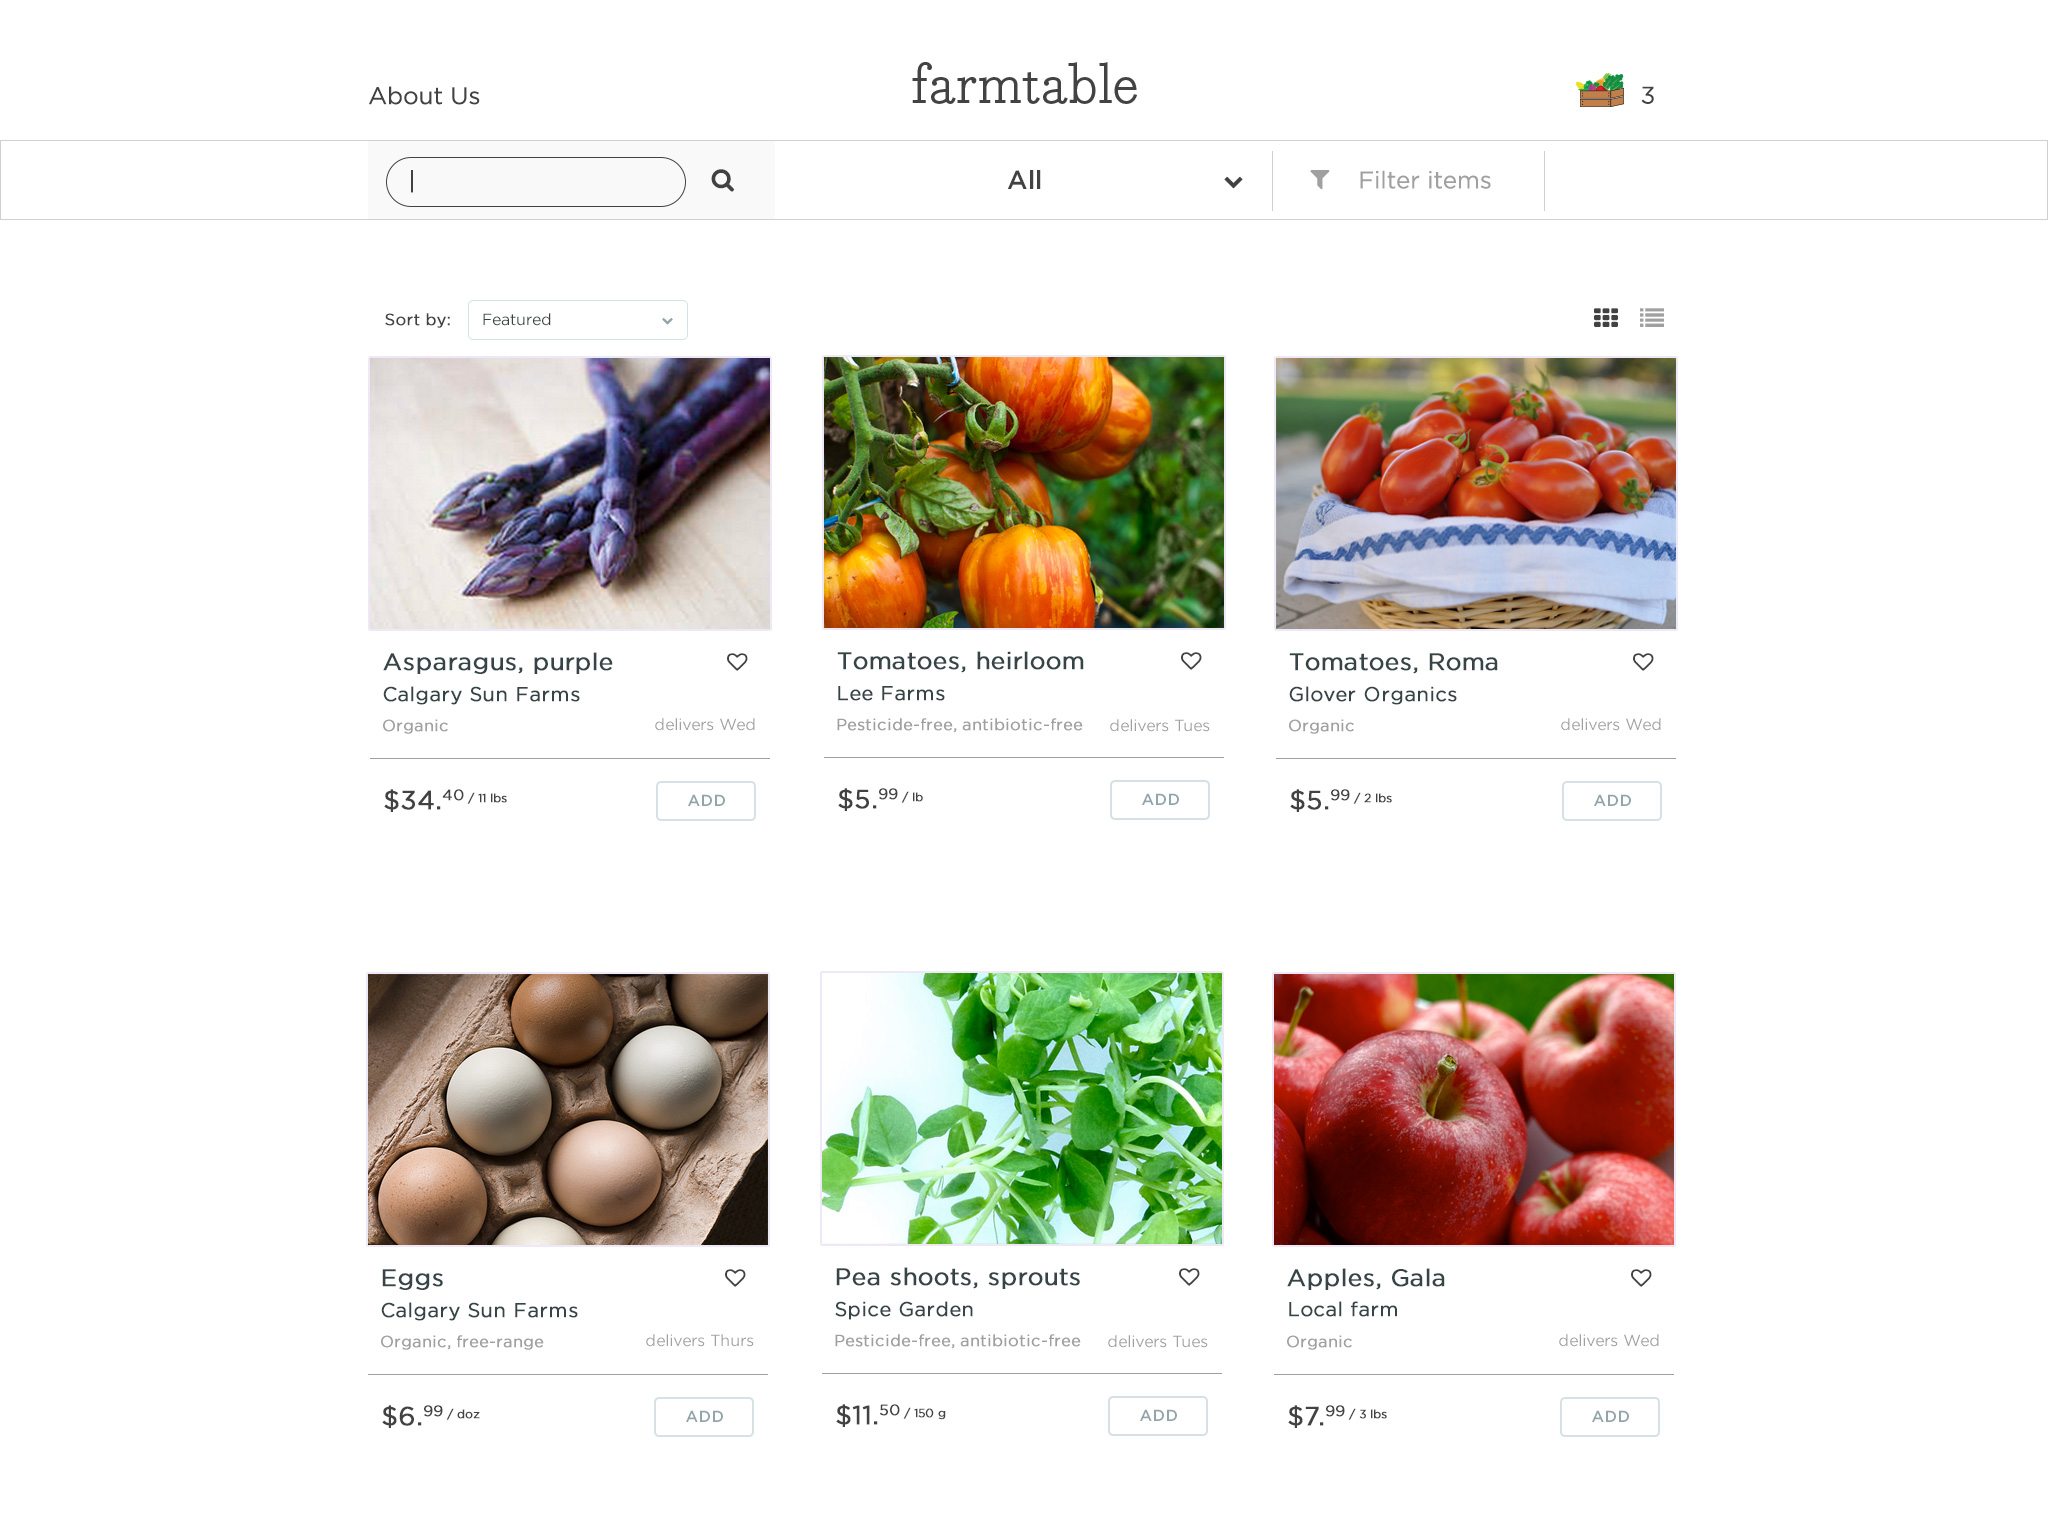 About Us
farmtable
3
All
Filter items
Sort by:
Featured
Asparagus, purple
Calgary Sun Farms
Organic
delivers Wed
$34.40 / 11 lbs
ADD
Tomatoes, heirloom
Lee Farms
Pesticide-free, antibiotic-free
delivers Tues
$5.99 / lb
ADD
Tomatoes, Roma
Glover Organics
Organic
delivers Wed
$5.99 / 2 lbs
ADD
Eggs
Calgary Sun Farms
Organic, free-range
delivers Thurs
$6.99 / doz
ADD
Pea shoots, sprouts
Spice Garden
Pesticide-free, antibiotic-free
delivers Tues
$11.50 / 150 g
ADD
Apples, Gala
Local farm
Organic
delivers Wed
$7.99 / 3 lbs
ADD